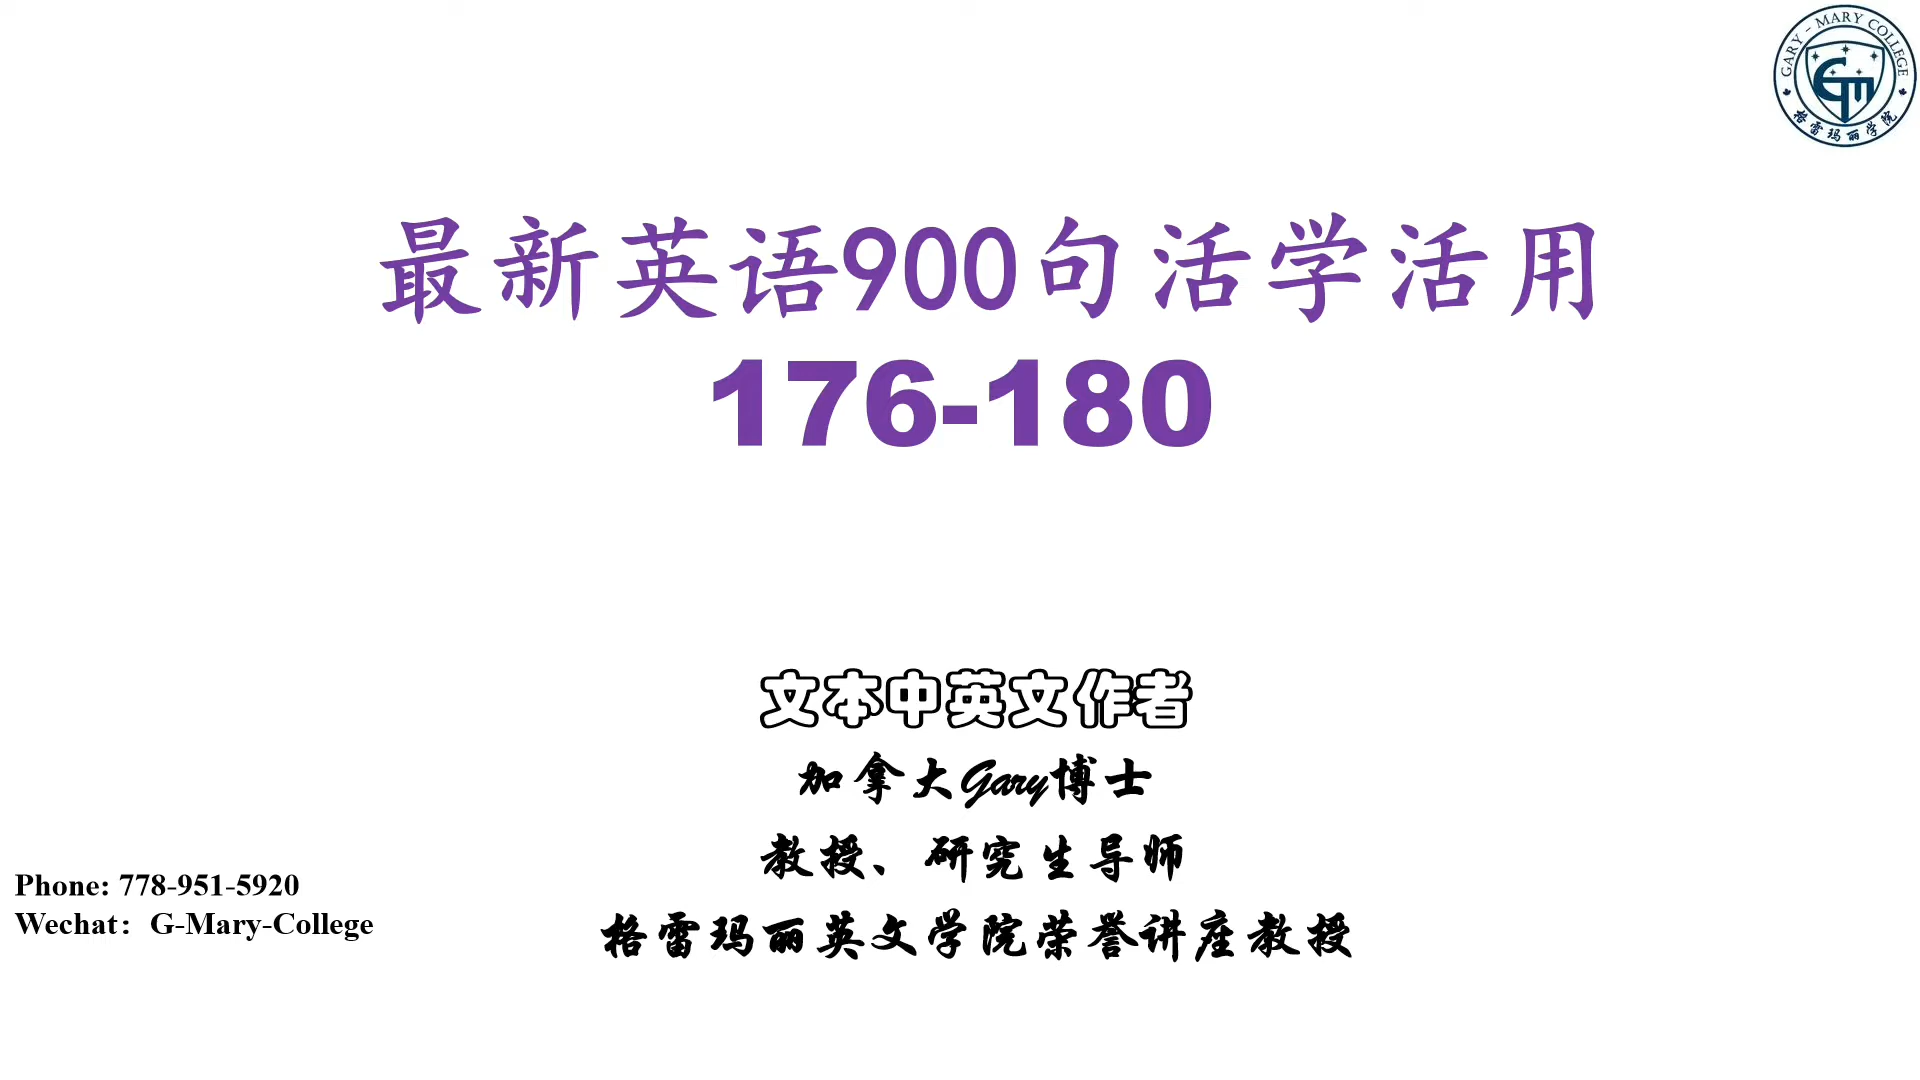 GARY - MARY COLLEGE
GM
格雷玛丽学院
最新英语900句活学活用
176-180
文本中英文作者
加拿大Gary博士
教授、研究生导师
格雷玛丽英文学院荣誉讲座教授
Phone: 778-951-5920
Wechat：G-Mary-College